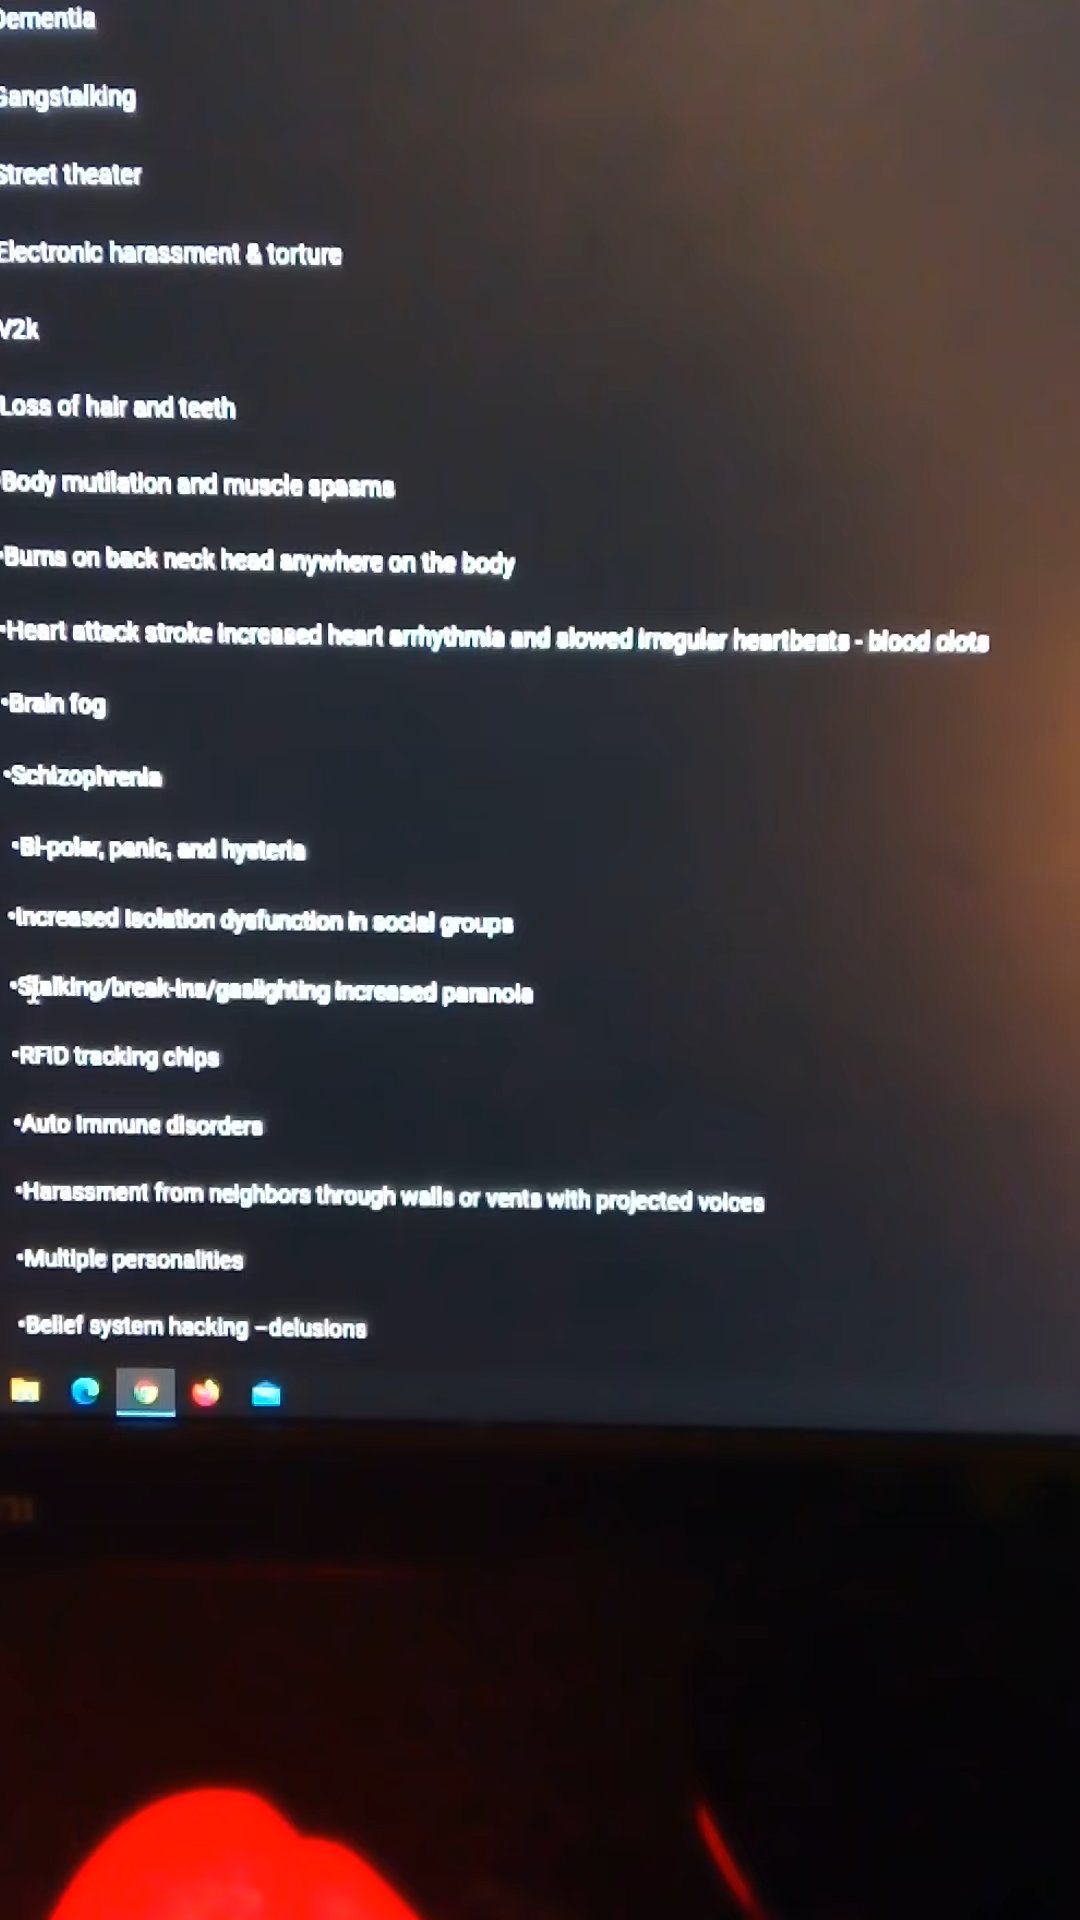 Dementia
Gangstalking
Street theater
Electronic harassment & torture
V2k
Loss of hair and teeth
Body mutilation and muscle spasms
•Burns on back neck head anywhere on the body
•Heart attack stroke increased heart arrhythmia and slowed irregular heartbeats - blood clots
•Brain fog
•Schizophrenia
•Bi-polar, panic, and hysteria
•Increased isolation dysfunction in social groups
•Stalking/break-ins/gaslighting increased paranoia
•RFID tracking chips
•Auto immune disorders
•Harassment from neighbors through walls or vents with projected voices
•Multiple personalities
•Belief system hacking –delusions